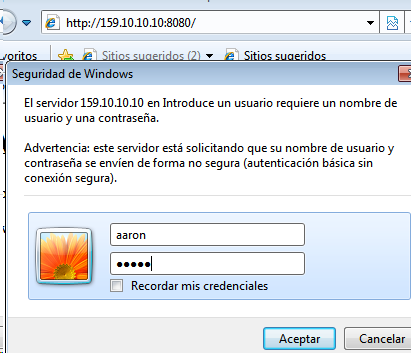 http://159.10.10.10:8080/
voritos
Sitios sugeridos (2)
Sitios sugeridos
Seguridad de Windows
El servidor 159.10.10.10 en Introduce un usuario requiere un nombre de
usuario y una contraseña.
Advertencia: este servidor está solicitando que su nombre de usuario y
contraseña se envíen de forma no segura (autenticación básica sin
conexión segura).
aaron
●●●●●
Recordar mis credenciales
Aceptar
Cancelar